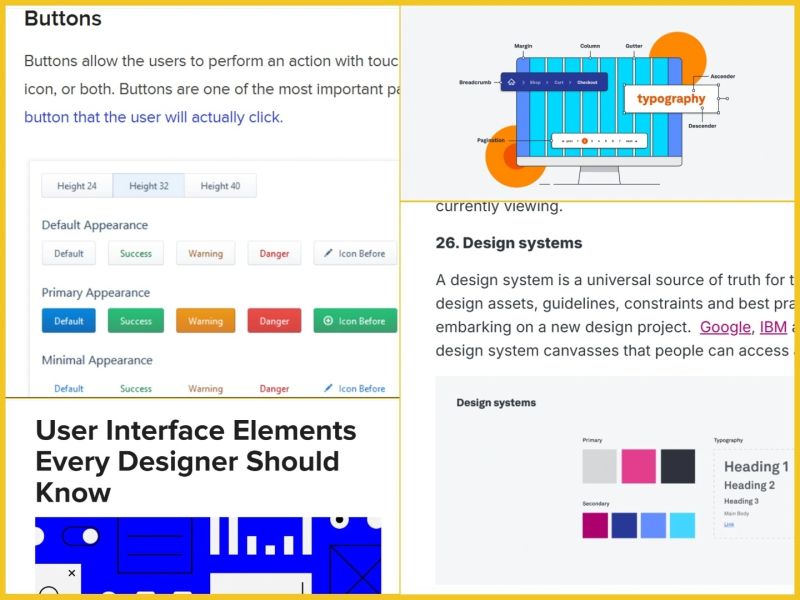 Buttons
Buttons allow the users to perform an action with touc
icon, or both. Buttons are one of the most important pa
button that the user will actually click.
Height 24 Height 32 Height 40
Default Appearance
Default Success Warning Danger Icon Before
Primary Appearance
Default Success Warning Danger Icon Before
Minimal Appearance
Default Success Warning Danger Icon Before
User Interface Elements
Every Designer Should
Know
Margin Column Gutter
Breadcrumb Shop Cart Checkout
Ascender
typography
Descender
Pagination
currently viewing.
26. Design systems
A design system is a universal source of truth for t
design assets, guidelines, constraints and best pra
embarking on a new design project. Google, IBM a
design system canvasses that people can access
Design systems
Primary Typography
Heading 1
Heading 2
Heading 3
Secondary
Main Body
Link